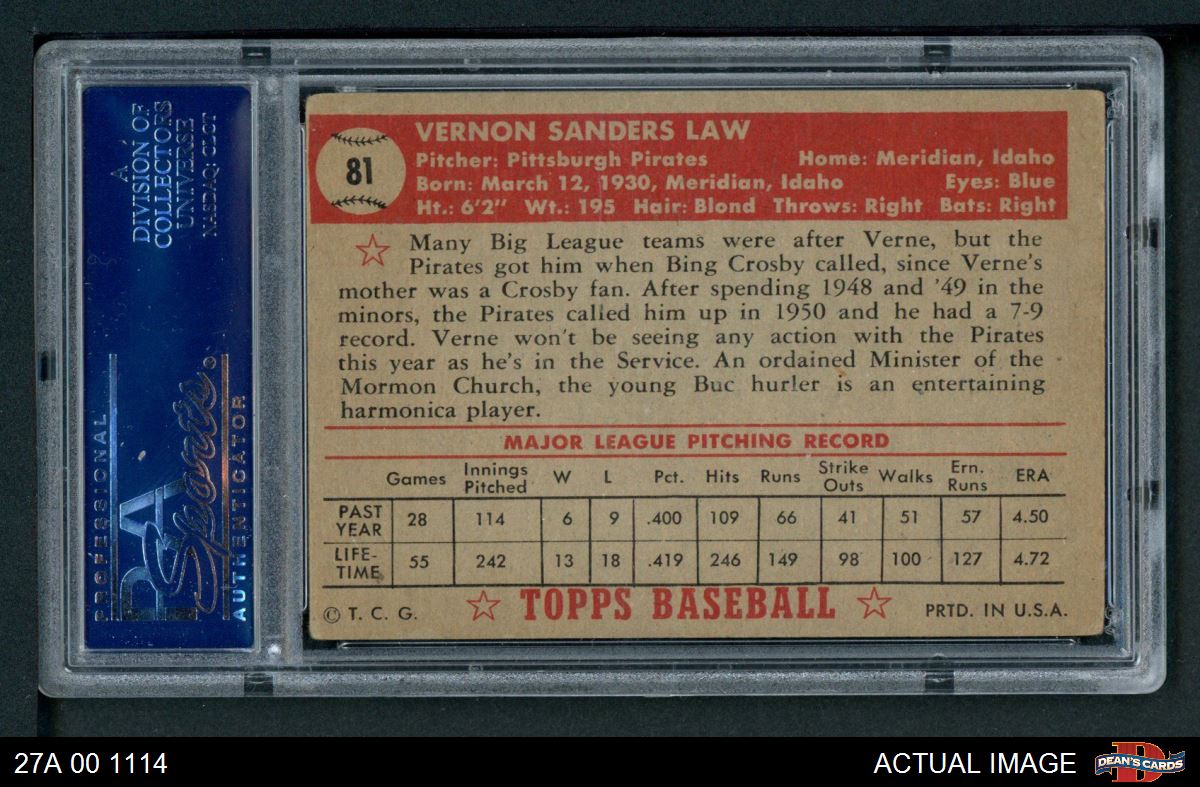 A
DIVISION OF
COLLECTORS
UNIVERSE
NASDAQ: CLCT
PROFESSIONAL
PSA
Sports
AUTHENTICATOR
81
VERNON SANDERS LAW
Pitcher: Pittsburgh Pirates Home: Meridian, Idaho
Born: March 12, 1930, Meridian, Idaho Eyes: Blue
Ht.: 6'2" Wt.: 195 Hair: Blond Throws: Right Bats: Right
Many Big League teams were after Verne, but the
Pirates got him when Bing Crosby called, since Verne's
mother was a Crosby fan. After spending 1948 and '49 in the
minors, the Pirates called him up in 1950 and he had a 7-9
record. Verne won't be seeing any action with the Pirates
this year as he's in the Service. An ordained Minister of the
Mormon Church, the young Buc hurler is an entertaining
harmonica player.
MAJOR LEAGUE PITCHING RECORD
Games Innings Pitched W L Pct. Hits Runs Strike Outs Walks Ern. Runs ERA
PAST YEAR 28 114 6 9 .400 109 66 41 51 57 4.50
LIFE-TIME 55 242 13 18 .419 246 149 98 100 127 4.72
© T. C. G. TOPPS BASEBALL PRTD. IN U.S.A.
27A 00 1114 ACTUAL IMAGE DEAN'S CARDS